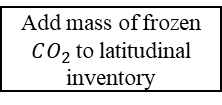 Add mass of frozen
CO₂ to latitudinal
inventory